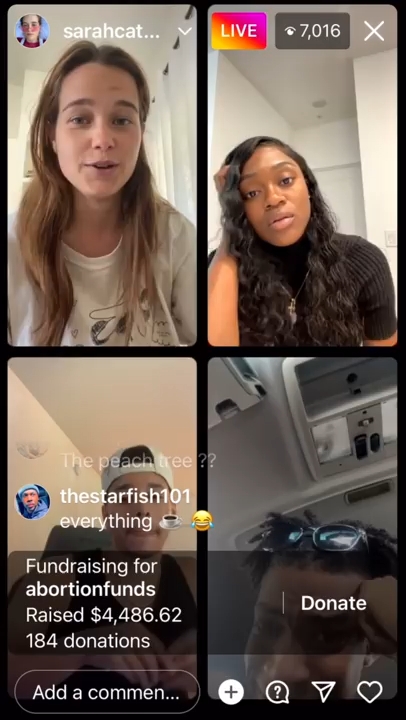 sarahcat...
LIVE
7,016
The peach tree ??
thestarfish101
everything ☕😂
Fundraising for
abortionfunds
Raised $4,486.62
184 donations
Donate
Add a commen...